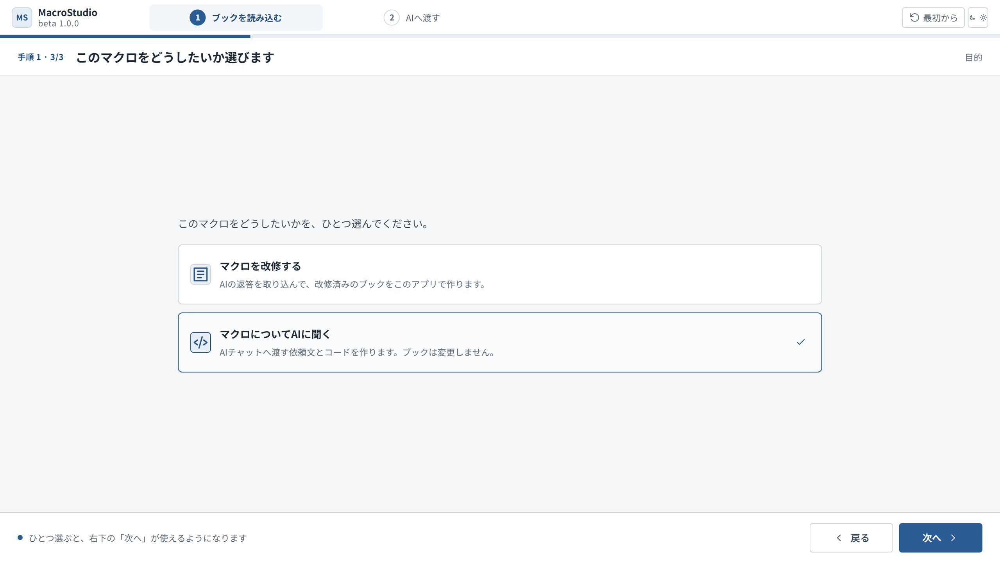 MS
MacroStudio
beta 1.0.0
1 ブックを読み込む
2 AIへ渡す
最初から
手順 1・3/3 このマクロをどうしたいか選びます
目的
このマクロをどうしたいかを、ひとつ選んでください。
マクロを改修する
AIの返答を取り込んで、改修済みのブックをこのアプリで作ります。
マクロについてAIに聞く
AIチャットへ渡す依頼文とコードを作ります。ブックは変更しません。
ひとつ選ぶと、右下の「次へ」が使えるようになります
戻る
次へ